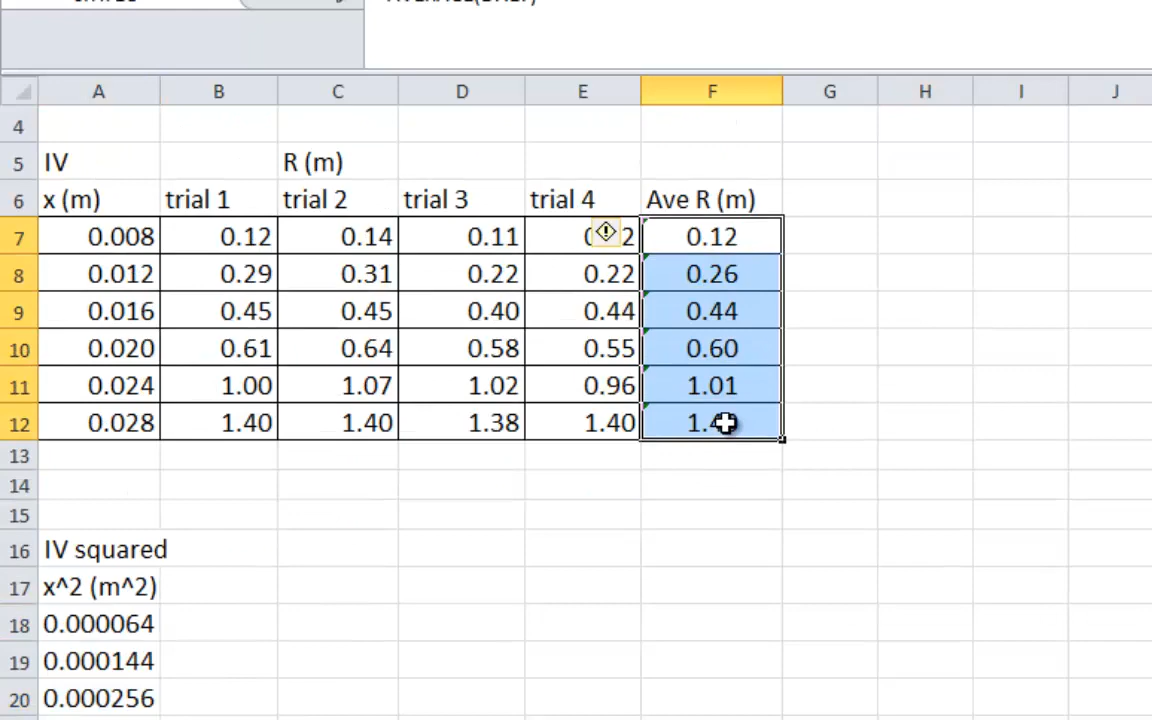 A B C D E F G H I J
4
5 IV R (m)
6 x (m) trial 1 trial 2 trial 3 trial 4 Ave R (m)
7 0.008 0.12 0.14 0.11 0.12
8 0.012 0.29 0.31 0.22 0.22 0.26
9 0.016 0.45 0.45 0.40 0.44 0.44
10 0.020 0.61 0.64 0.58 0.55 0.60
11 0.024 1.00 1.07 1.02 0.96 1.01
12 0.028 1.40 1.40 1.38 1.40
13
14
15
16 IV squared
17 x^2 (m^2)
18 0.000064
19 0.000144
20 0.000256